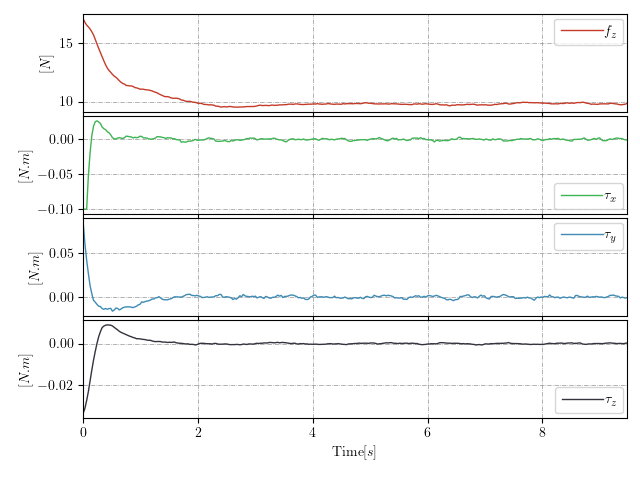 [N]
15
10
f_z
[N.m]
0.00
−0.05
−0.10
τ_x
[N.m]
0.05
0.00
τ_y
[N.m]
0.00
−0.02
τ_z
0 2 4 6 8
Time[s]